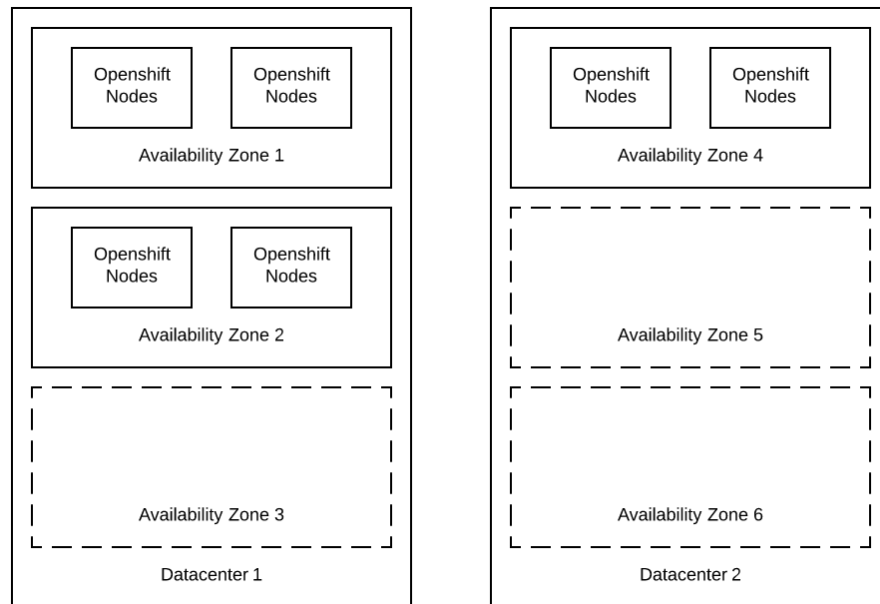 Openshift
Nodes
Openshift
Nodes
Availability Zone 1
Openshift
Nodes
Openshift
Nodes
Availability Zone 2
Availability Zone 3
Datacenter 1
Openshift
Nodes
Openshift
Nodes
Availability Zone 4
Availability Zone 5
Availability Zone 6
Datacenter 2